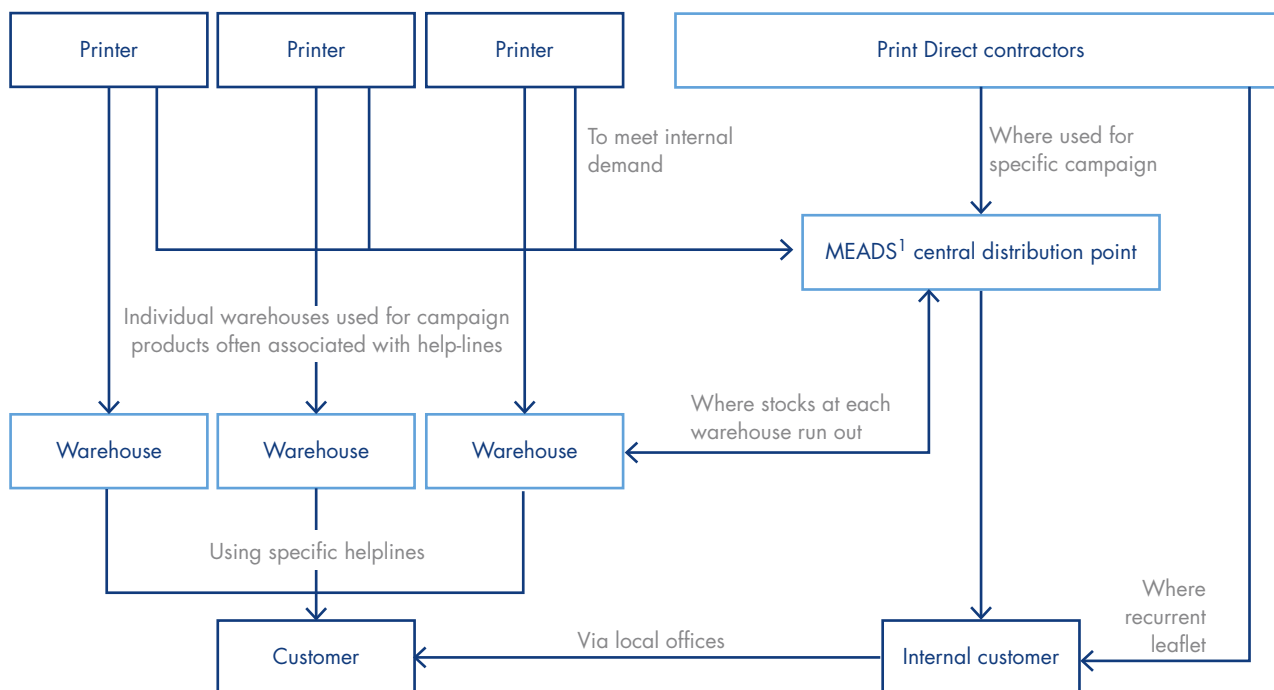 Printer
Printer
Printer
Print Direct contractors
To meet internal
demand
Where used for
specific campaign
MEADS¹ central distribution point
Individual warehouses used for campaign
products often associated with help-lines
Where stocks at each
warehouse run out
Warehouse
Warehouse
Warehouse
Using specific helplines
Where
recurrent
leaflet
Via local offices
Customer
Internal customer